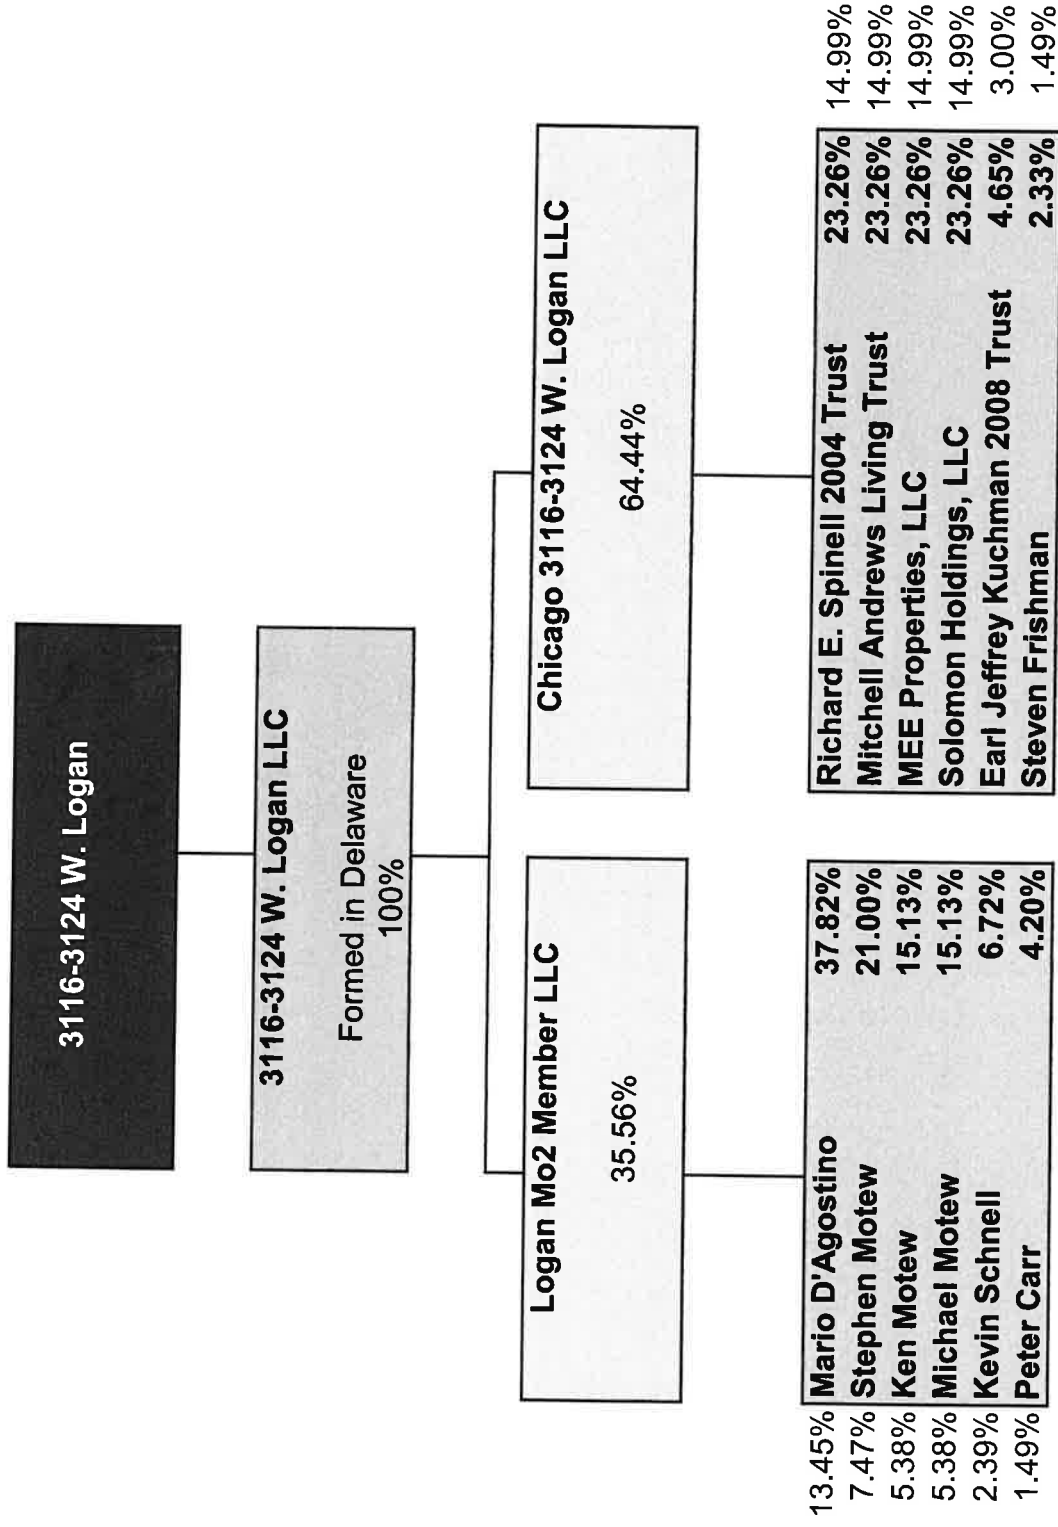 3116-3124 W. Logan
3116-3124 W. Logan LLC
Formed in Delaware
100%
Logan Mo2 Member LLC
35.56%
Chicago 3116-3124 W. Logan LLC
64.44%
13.45% Mario D'Agostino 37.82%
7.47% Stephen Motew 21.00%
5.38% Ken Motew 15.13%
5.38% Michael Motew 15.13%
2.39% Kevin Schnell 6.72%
1.49% Peter Carr 4.20%
Richard E. Spinell 2004 Trust 23.26% 14.99%
Mitchell Andrews Living Trust 23.26% 14.99%
MEE Properties, LLC 23.26% 14.99%
Solomon Holdings, LLC 23.26% 14.99%
Earl Jeffrey Kuchman 2008 Trust 4.65% 3.00%
Steven Frishman 2.33% 1.49%